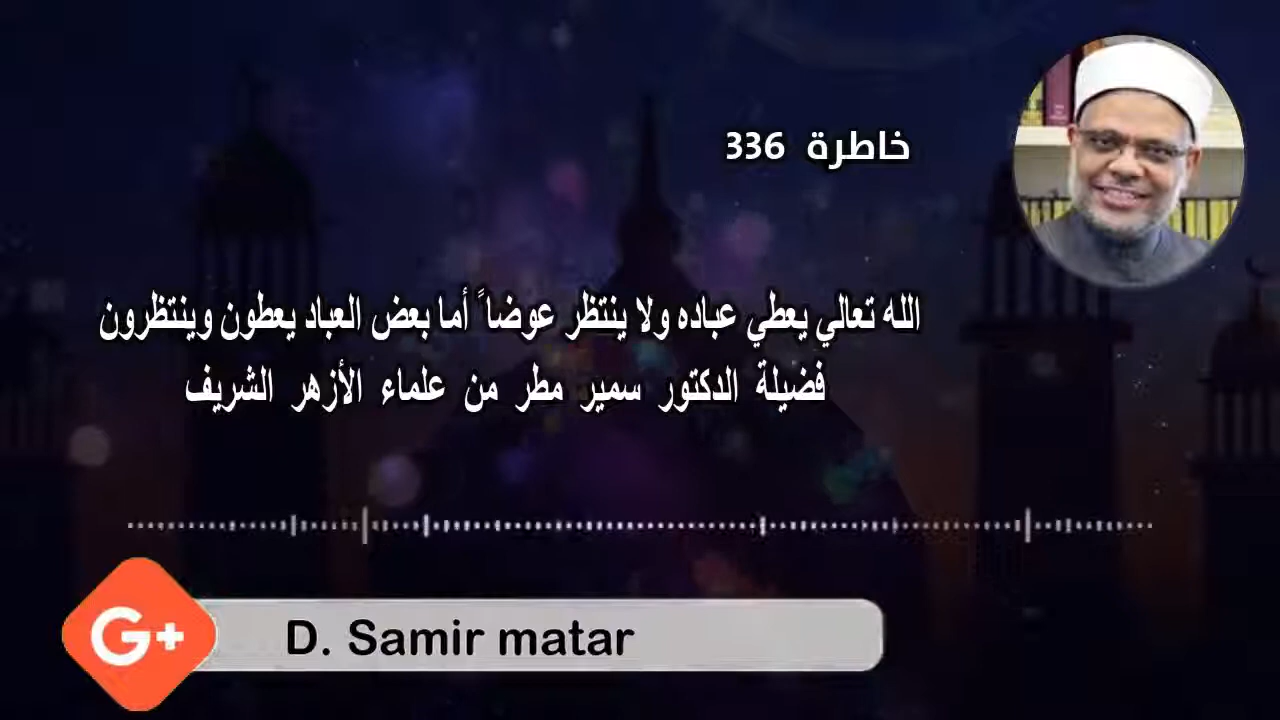 خاطرة 336
الله تعالي يعطي عباده ولا ينتظر عوضا ً أما بعض العباد يعطون وينتظرون
فضيلة الدكتور سمير مطر من علماء الأزهر الشريف
G+
D. Samir matar